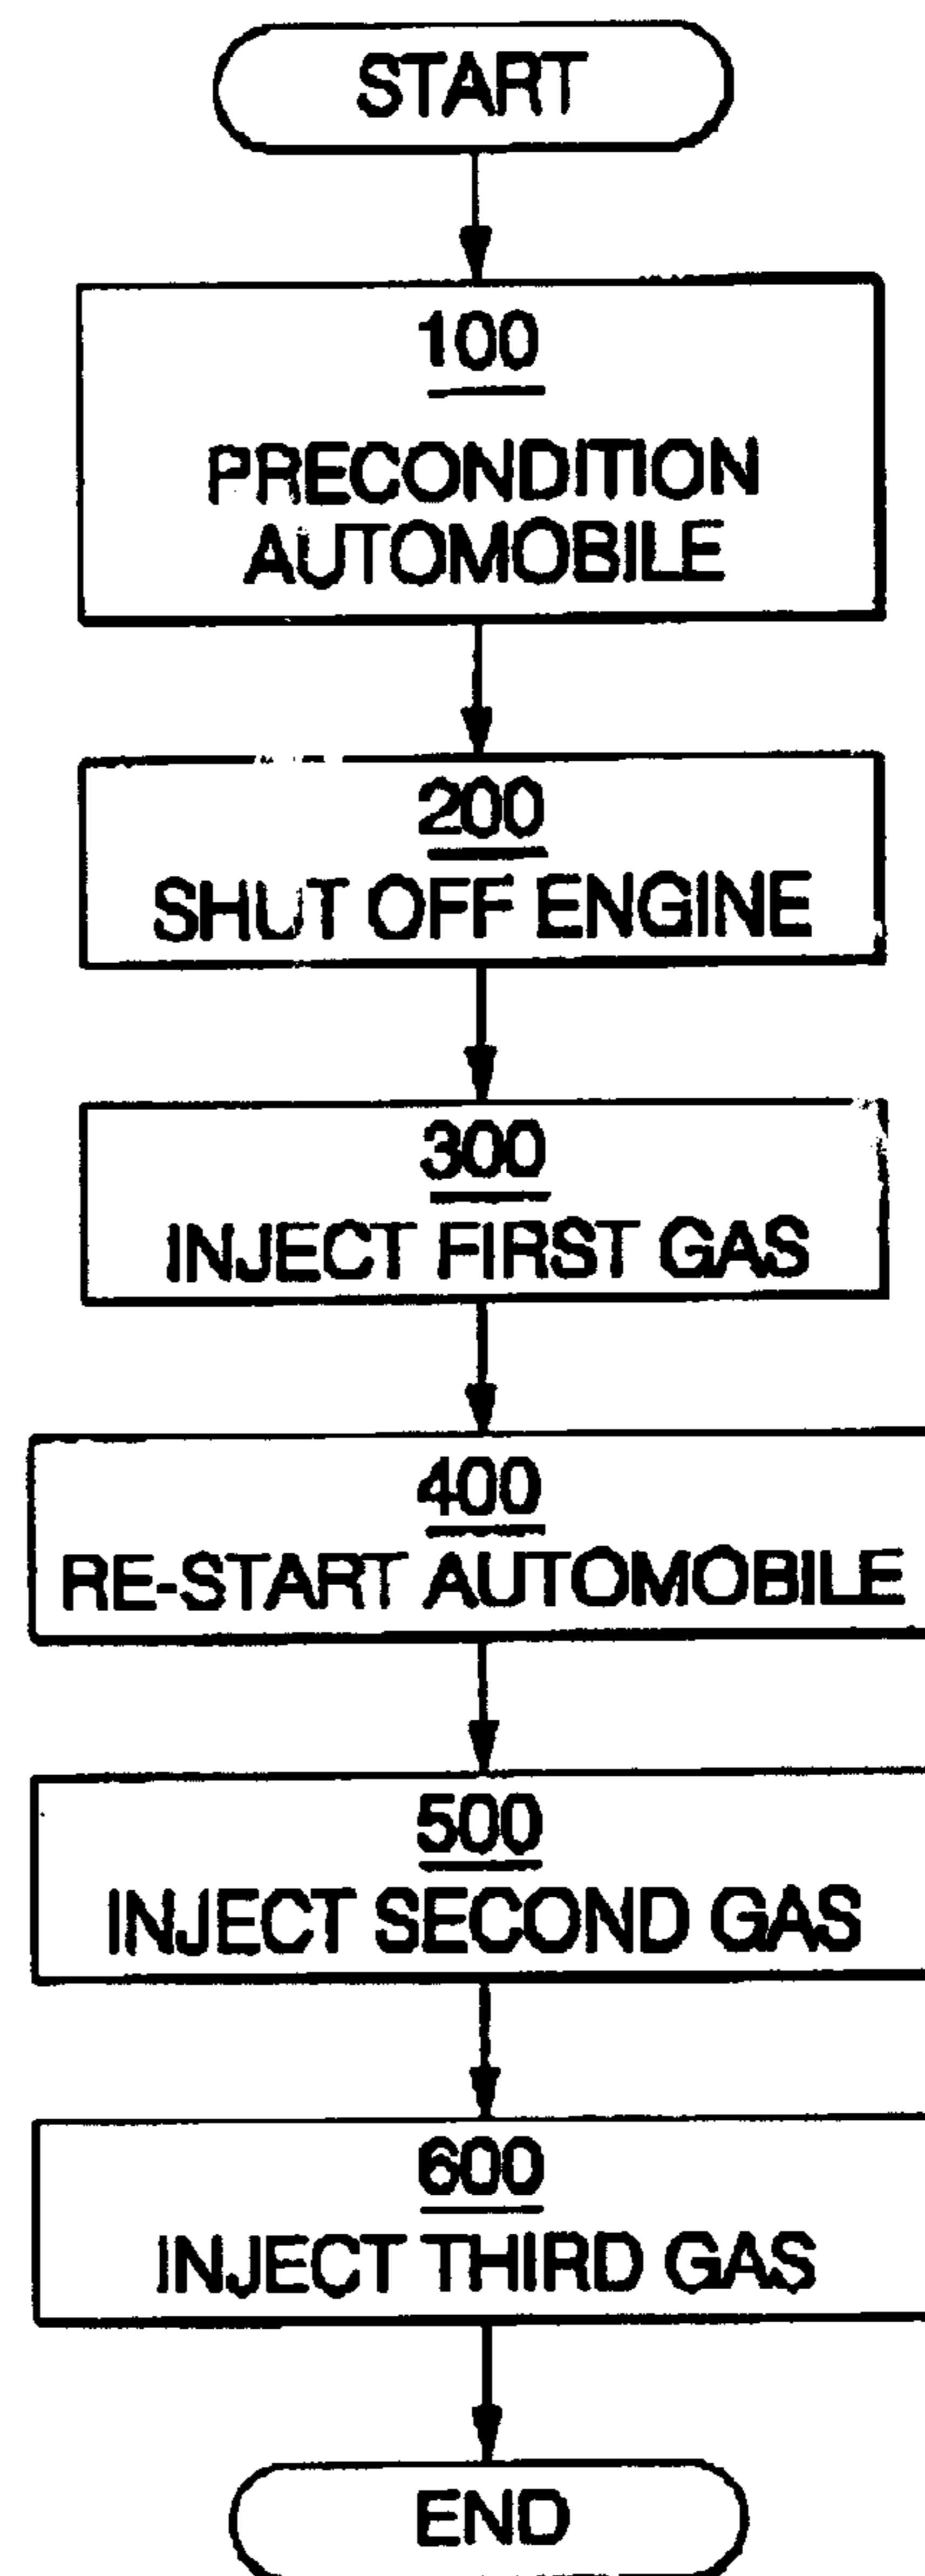 START
100
PRECONDITION
AUTOMOBILE
200
SHUT OFF ENGINE
300
INJECT FIRST GAS
400
RE-START AUTOMOBILE
500
INJECT SECOND GAS
600
INJECT THIRD GAS
END